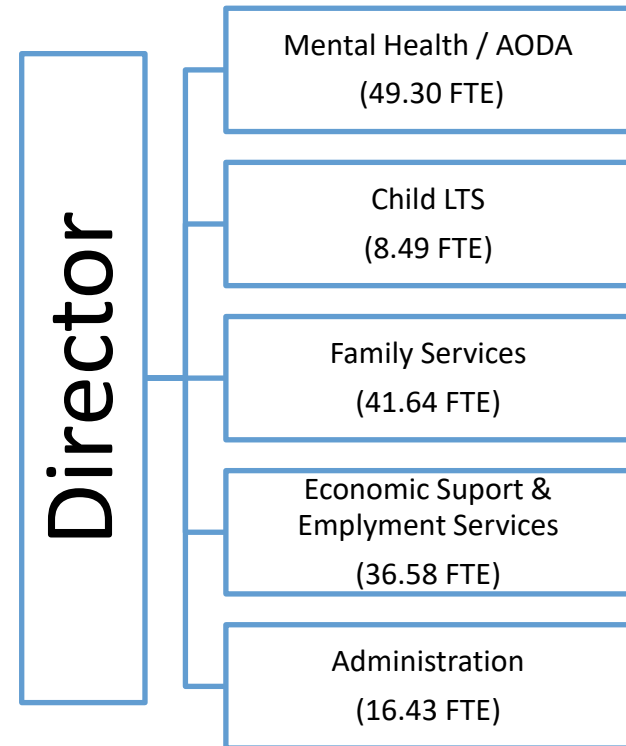 Director
Mental Health / AODA
(49.30 FTE)
Child LTS
(8.49 FTE)
Family Services
(41.64 FTE)
Economic Suport &
Emplyment Services
(36.58 FTE)
Administration
(16.43 FTE)